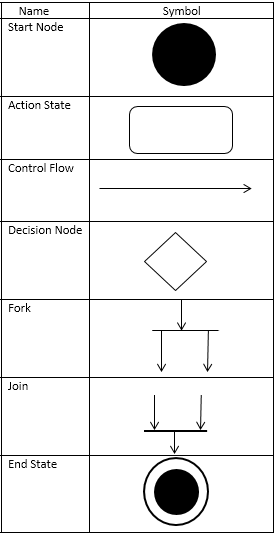 Name Symbol
Start Node
Action State
Control Flow
Decision Node
Fork
Join
End State